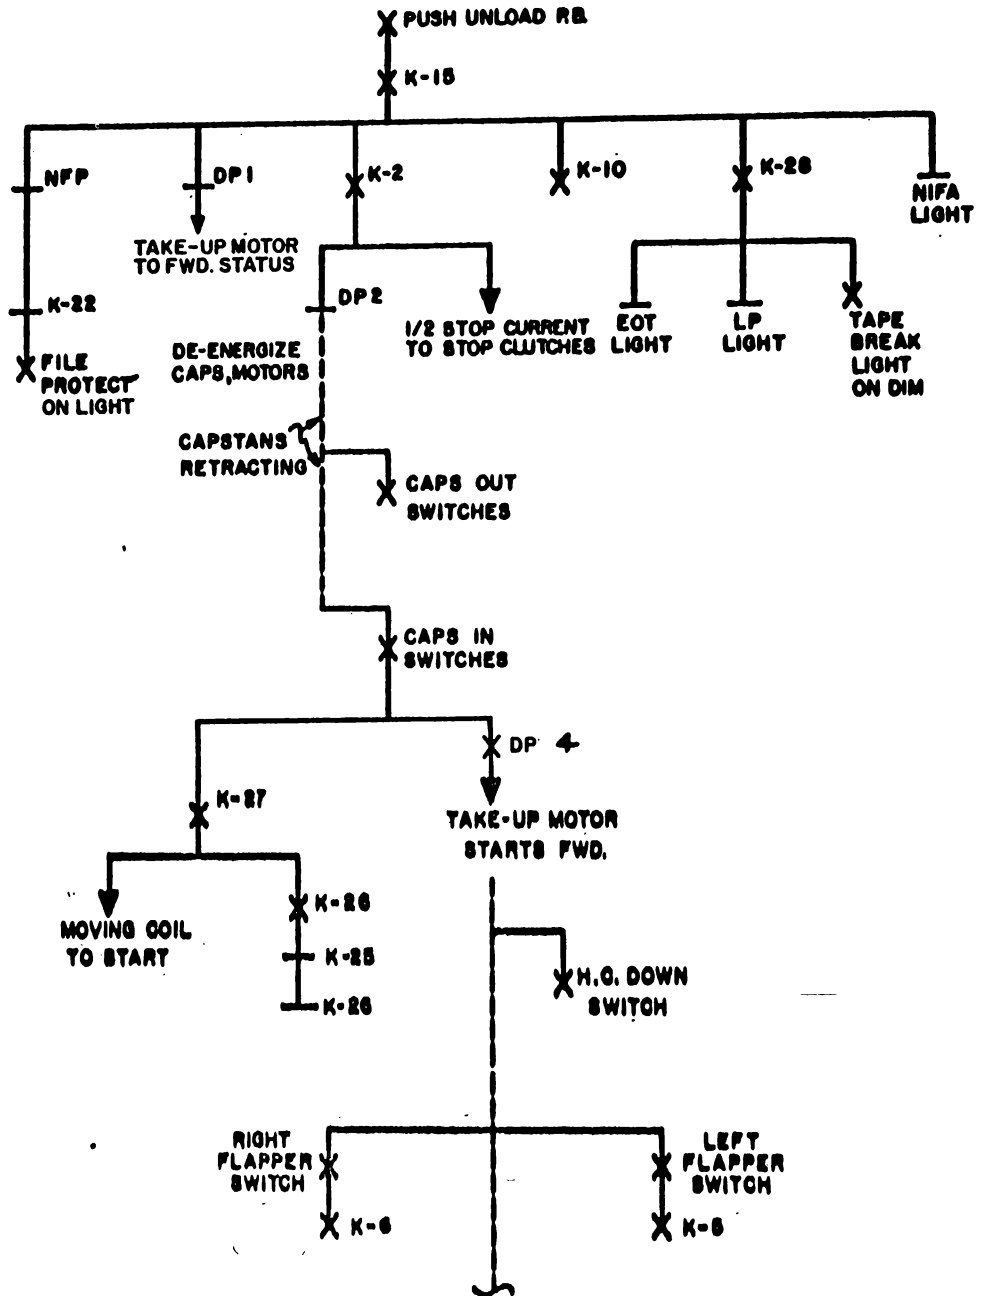 PUSH UNLOAD RB.
K-15
NFP
DP1
K-2
K-10
K-28
NIFA
LIGHT
TAKE-UP MOTOR
TO FWD. STATUS
K-22
DP2
1/2 STOP CURRENT
TO STOP CLUTCHES
EOT
LIGHT
LP
LIGHT
TAPE
BREAK
LIGHT
ON DIM
FILE
PROTECT
ON LIGHT
DE-ENERGIZE
CAPS, MOTORS
CAPSTANS
RETRACTING
CAPS OUT
SWITCHES
CAPS IN
SWITCHES
DP 4
K-27
TAKE-UP MOTOR
STARTS FWD.
MOVING COIL
TO START
K-26
K-25
K-26
H.C. DOWN
SWITCH
RIGHT
FLAPPER
SWITCH
LEFT
FLAPPER
SWITCH
K-6